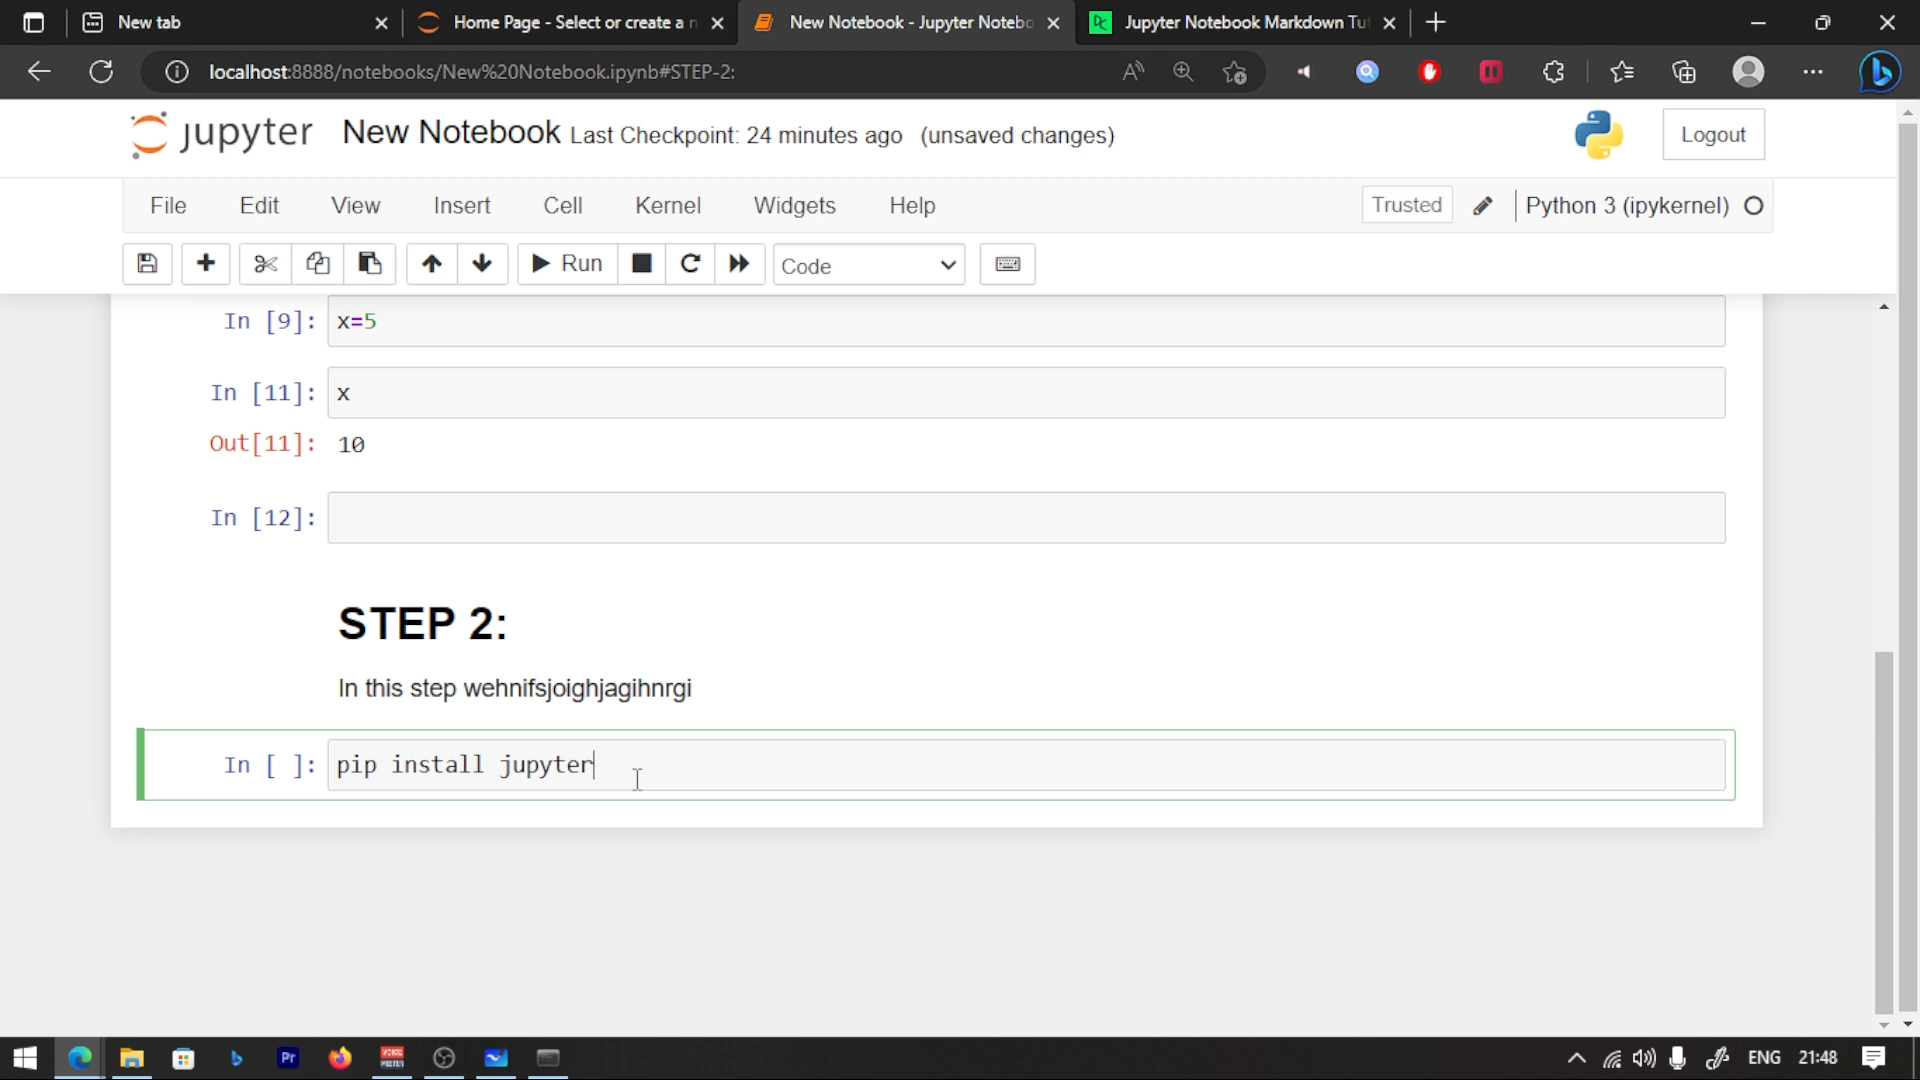 New tab
Home Page - Select or create a n
New Notebook - Jupyter Notebo
Jupyter Notebook Markdown Tut
localhost:8888/notebooks/New%20Notebook.ipynb#STEP-2:
jupyter New Notebook Last Checkpoint: 24 minutes ago (unsaved changes)
Logout
File Edit View Insert Cell Kernel Widgets Help
Trusted Python 3 (ipykernel)
Run Code
In [9]: x=5
In [11]: x
Out[11]: 10
In [12]:
STEP 2:
In this step wehnifsjoighjagihnrgi
In [ ]: pip install jupyter
Pr
ENG 21:48